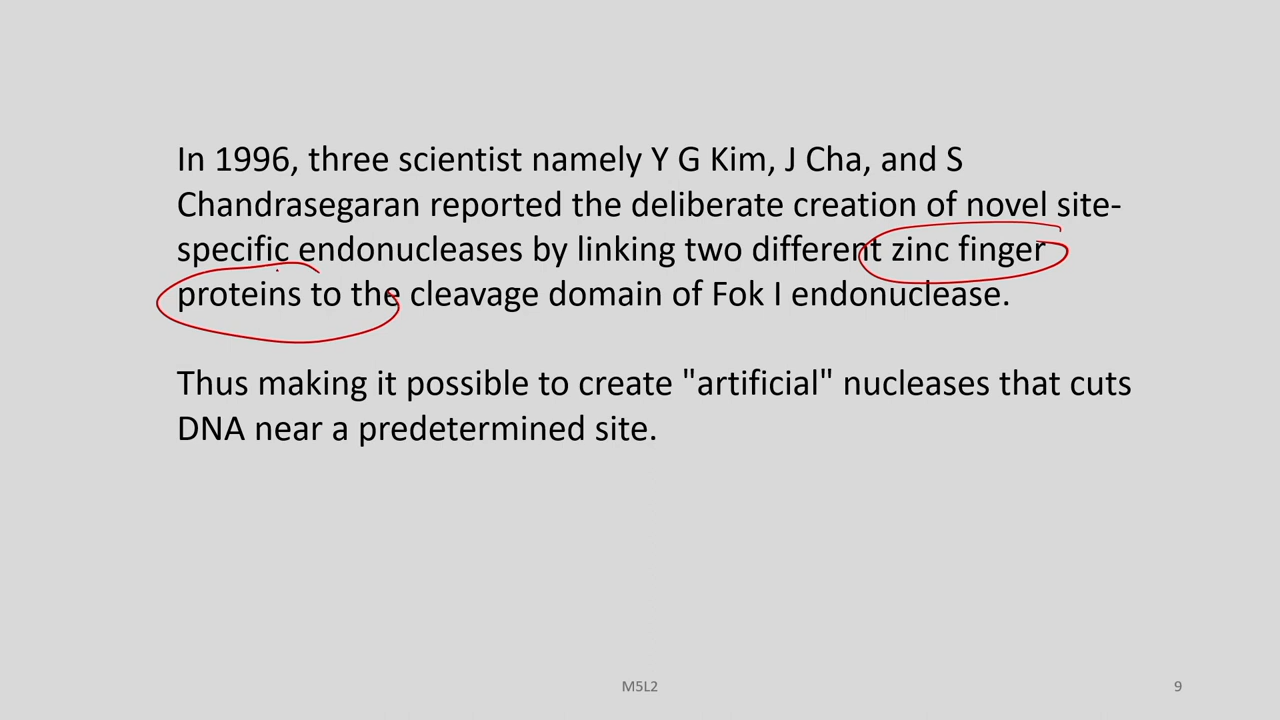 In 1996, three scientist namely Y G Kim, J Cha, and S
Chandrasegaran reported the deliberate creation of novel site-
specific endonucleases by linking two different zinc finger
proteins to the cleavage domain of Fok I endonuclease.
Thus making it possible to create "artificial" nucleases that cuts
DNA near a predetermined site.
M5L2
9